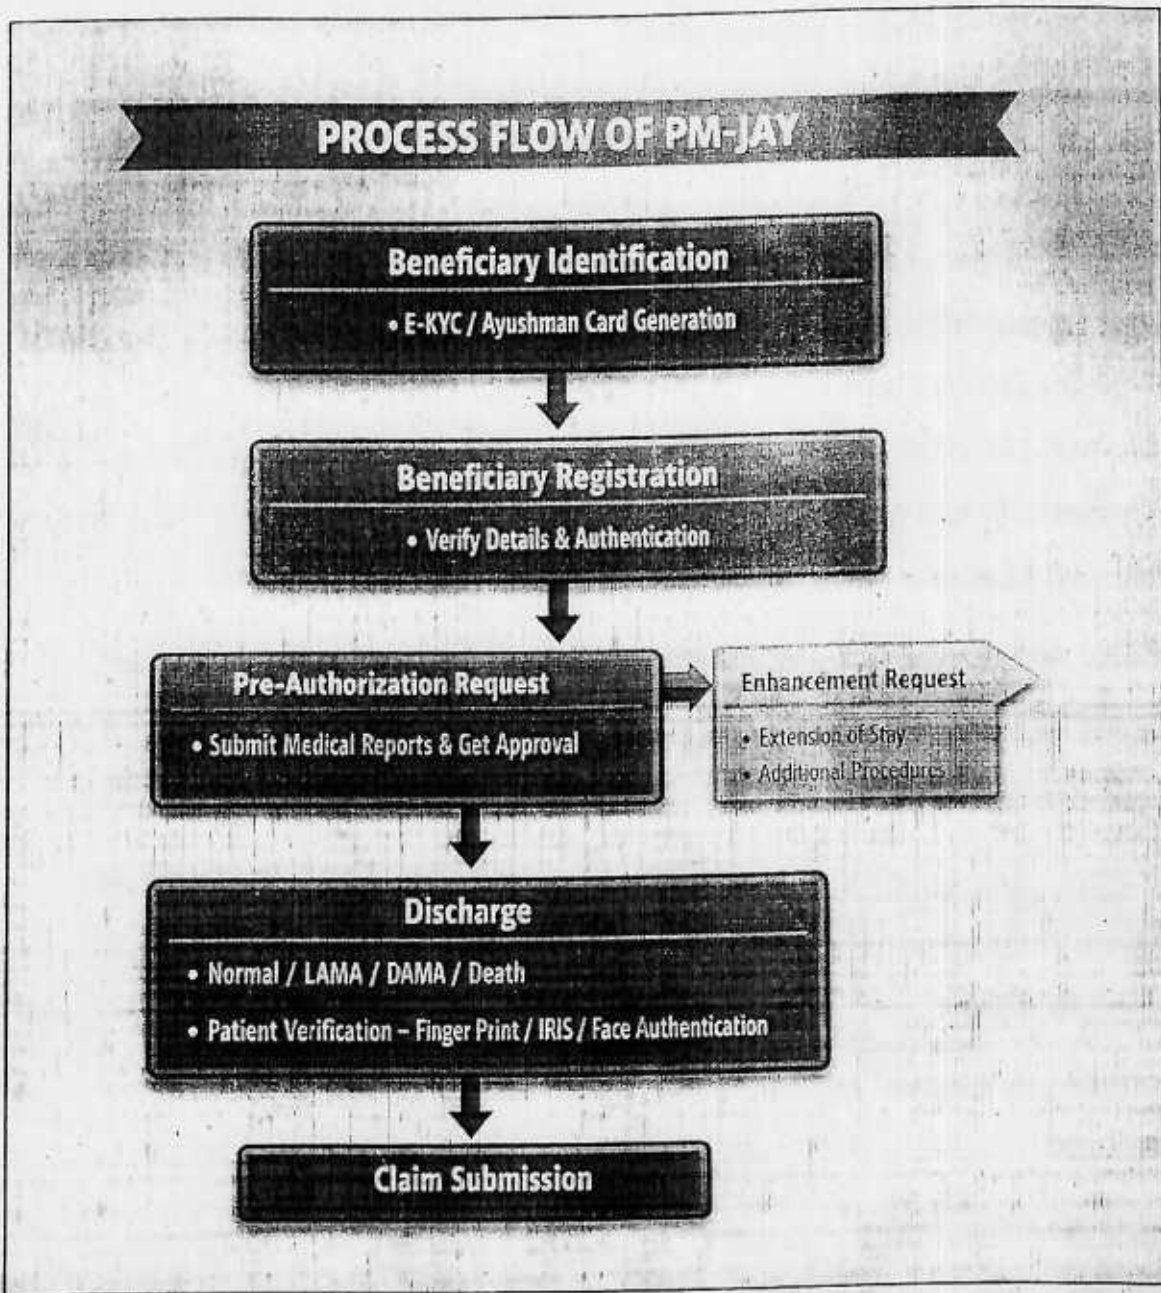 PROCESS FLOW OF PM-JAY
Beneficiary Identification
• E-KYC / Ayushman Card Generation
Beneficiary Registration
• Verify Details & Authentication
Pre-Authorization Request
• Submit Medical Reports & Get Approval
Enhancement Request
• Extension of Stay
• Additional Procedures
Discharge
• Normal / LAMA / DAMA / Death
• Patient Verification – Finger Print / IRIS / Face Authentication
Claim Submission